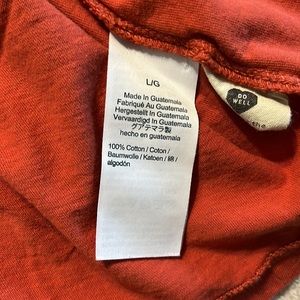 L/G
Made In Guatemala
Fabriqué Au Guatemala
Hergestellt In Guatemala
Vervaardigd In Guatemala
グアテマラ製
hecho en guatemala
100% Cotton / Coton /
Baumwolle / Katoen / 綿 /
algodón
DO
WELL